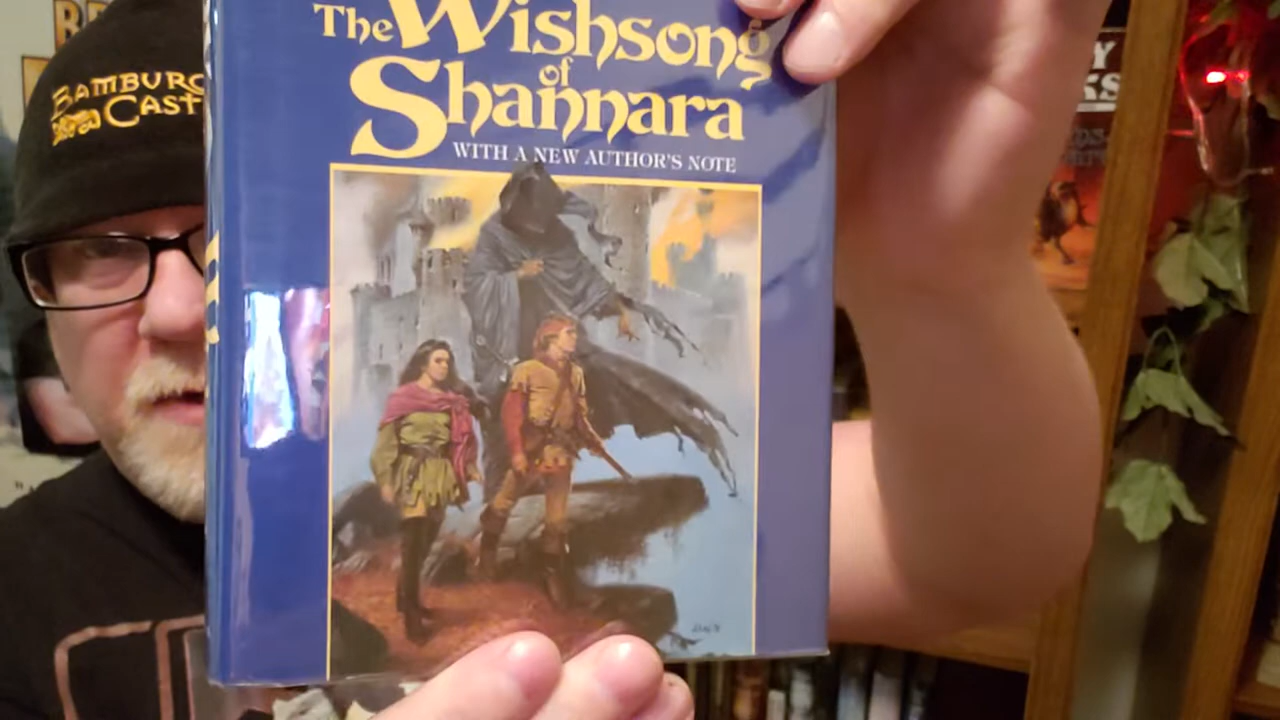 BAMBURG
CAST
The Wishsong
of
Shannara
WITH A NEW AUTHOR'S NOTE